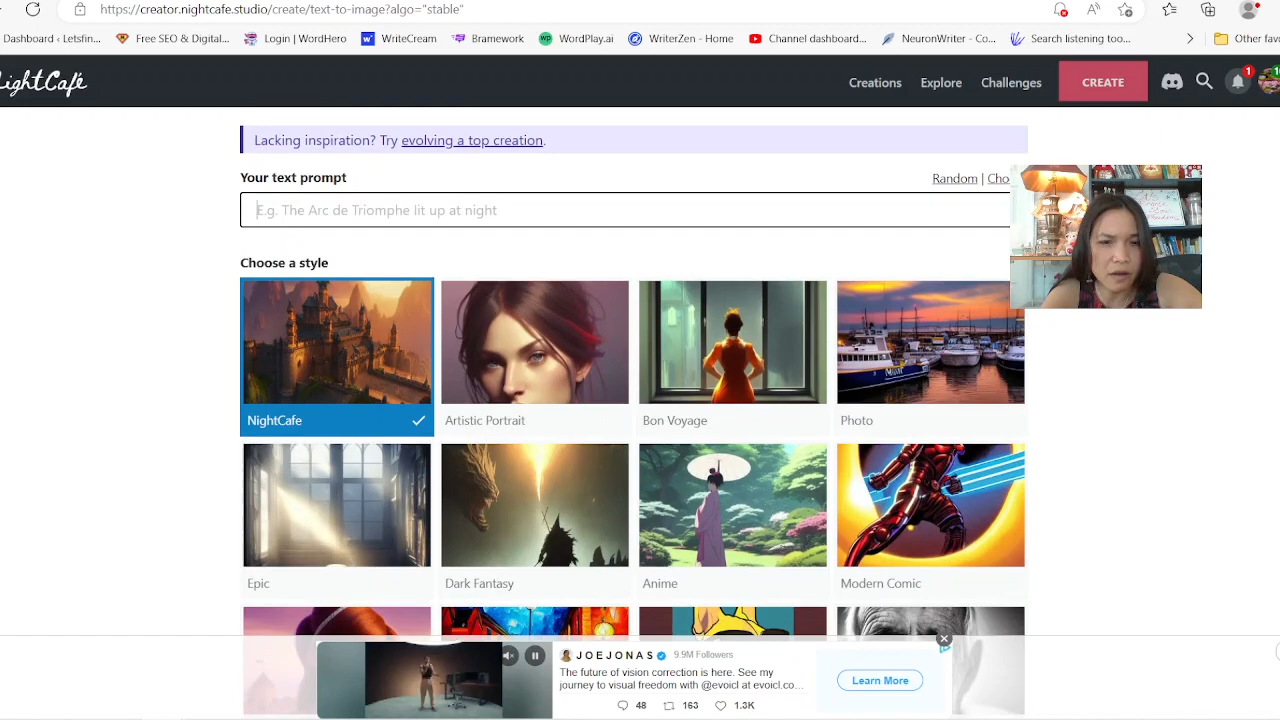 https://creator.nightcafe.studio/create/text-to-image?algo="stable"
Dashboard ‹ Letsfin...
Free SEO & Digital...
Login | WordHero
WriteCream
Bramework
WordPlay.ai
WriterZen - Home
Channel dashboard...
NeuronWriter - Co...
Search listening too...
Other favo
NightCafé
Creations
Explore
Challenges
CREATE
1
Lacking inspiration? Try evolving a top creation.
Your text prompt
Random | Cho
E.g. The Arc de Triomphe lit up at night
Choose a style
NightCafe
Artistic Portrait
Bon Voyage
Photo
Epic
Dark Fantasy
Anime
Modern Comic
JOEJONAS 9.9M Followers
The future of vision correction is here. See my
journey to visual freedom with @evoicl at evoicl.co...
48 163 1.3K
Learn More